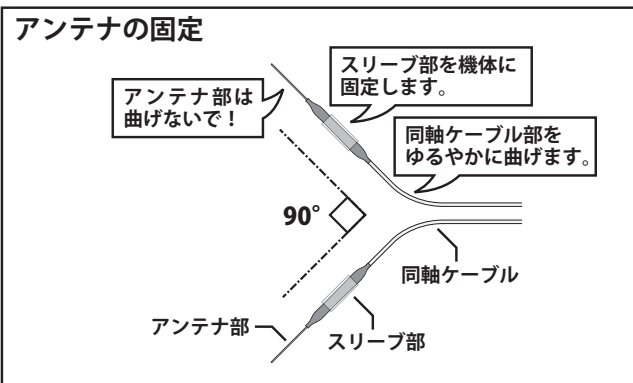 アンテナの固定
スリーブ部を機体に
固定します。
アンテナ部は
曲げないで！
同軸ケーブル部を
ゆるやかに曲げます。
90°
同軸ケーブル
アンテナ部
スリーブ部